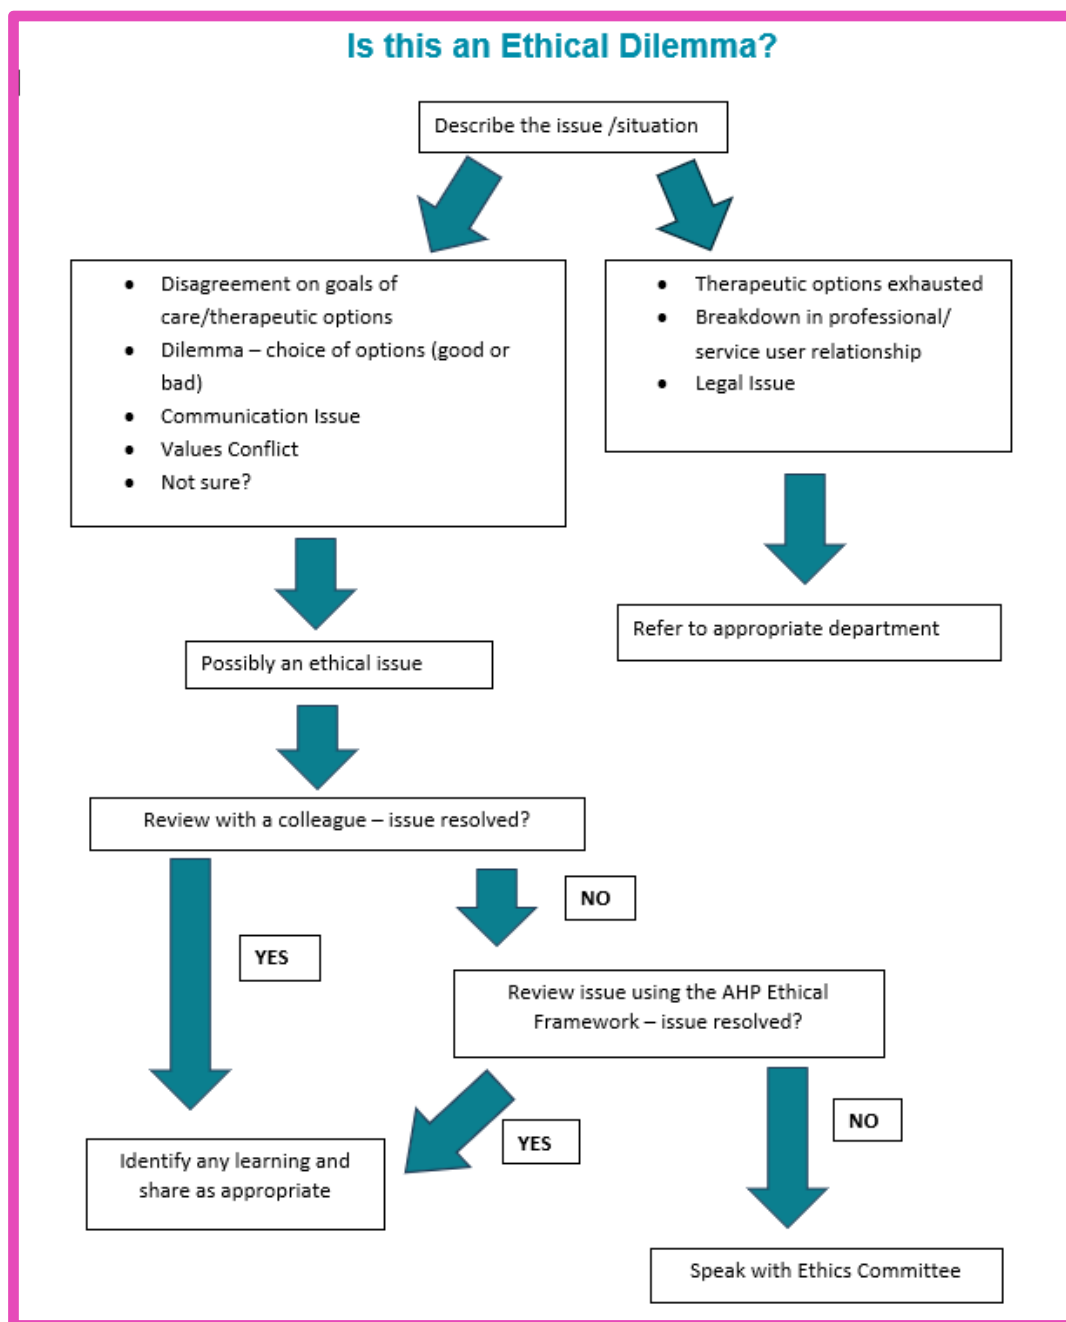 Is this an Ethical Dilemma?
Describe the issue /situation
• Disagreement on goals of
care/therapeutic options
• Dilemma – choice of options (good or
bad)
• Communication Issue
• Values Conflict
• Not sure?
• Therapeutic options exhausted
• Breakdown in professional/
service user relationship
• Legal Issue
Refer to appropriate department
Possibly an ethical issue
Review with a colleague – issue resolved?
NO
YES
Review issue using the AHP Ethical
Framework – issue resolved?
YES
NO
Identify any learning and
share as appropriate
Speak with Ethics Committee